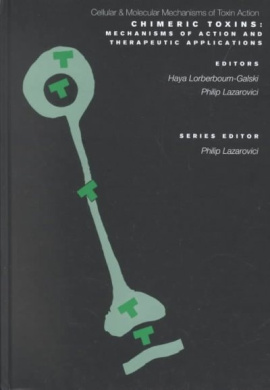 Cellular & Molecular Mechanisms of Toxin Action
CHIMERIC TOXINS:
MECHANISMS OF ACTION AND
THERAPEUTIC APPLICATIONS
EDITORS
Haya Lorberboum-Galski
Philip Lazarovici
SERIES EDITOR
Philip Lazarovici
T
T
T
T
T